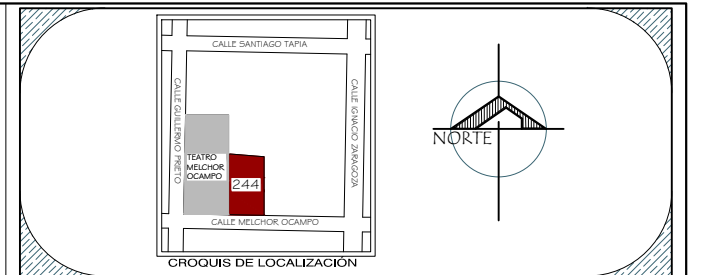 CALLE SANTIAGO TAPIA
CALLE GUILLERMO PRIETO
CALLE IGNACIO ZARAGOZA
TEATRO
MELCHOR
OCAMPO
244
CALLE MELCHOR OCAMPO
CROQUIS DE LOCALIZACIÓN
NORTE